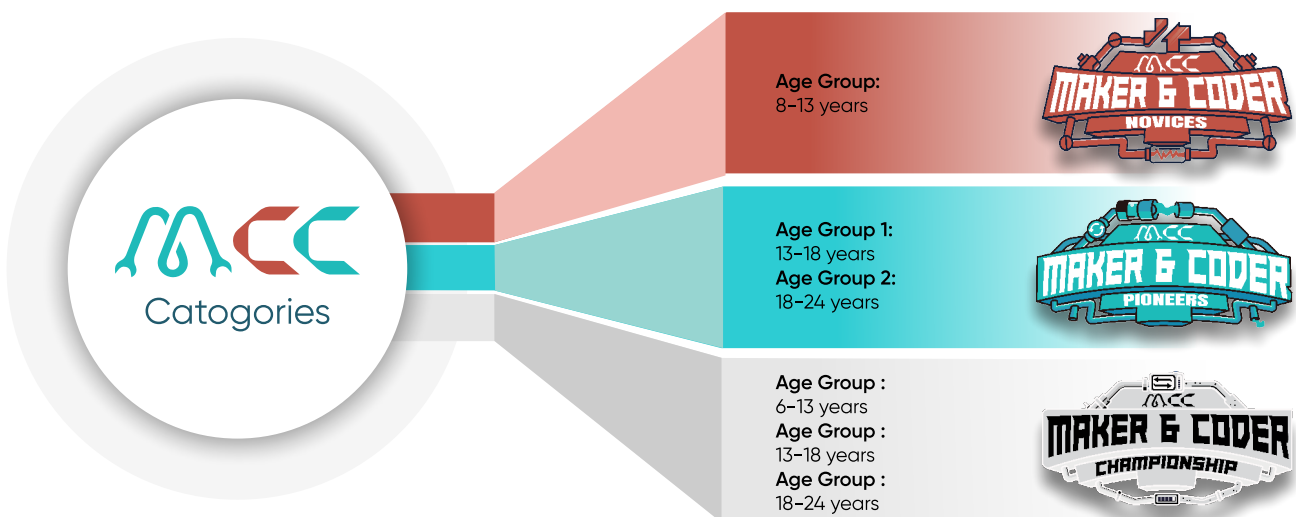 MCC
Catogories
Age Group:
8-13 years
MCC
MAKER & CODER
NOVICES
Age Group 1:
13-18 years
Age Group 2:
18-24 years
MCC
MAKER & CODER
PIONEERS
Age Group :
6-13 years
Age Group :
13-18 years
Age Group :
18-24 years
MCC
MAKER & CODER
CHAMPIONSHIP